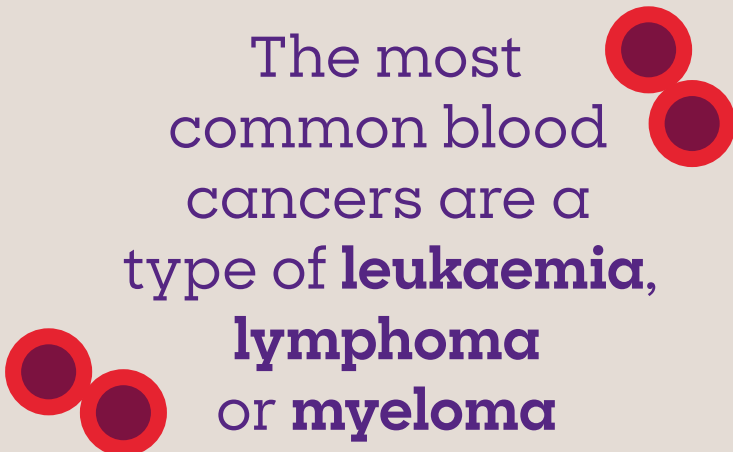 The most
common blood
cancers are a
type of leukaemia,
lymphoma
or myeloma